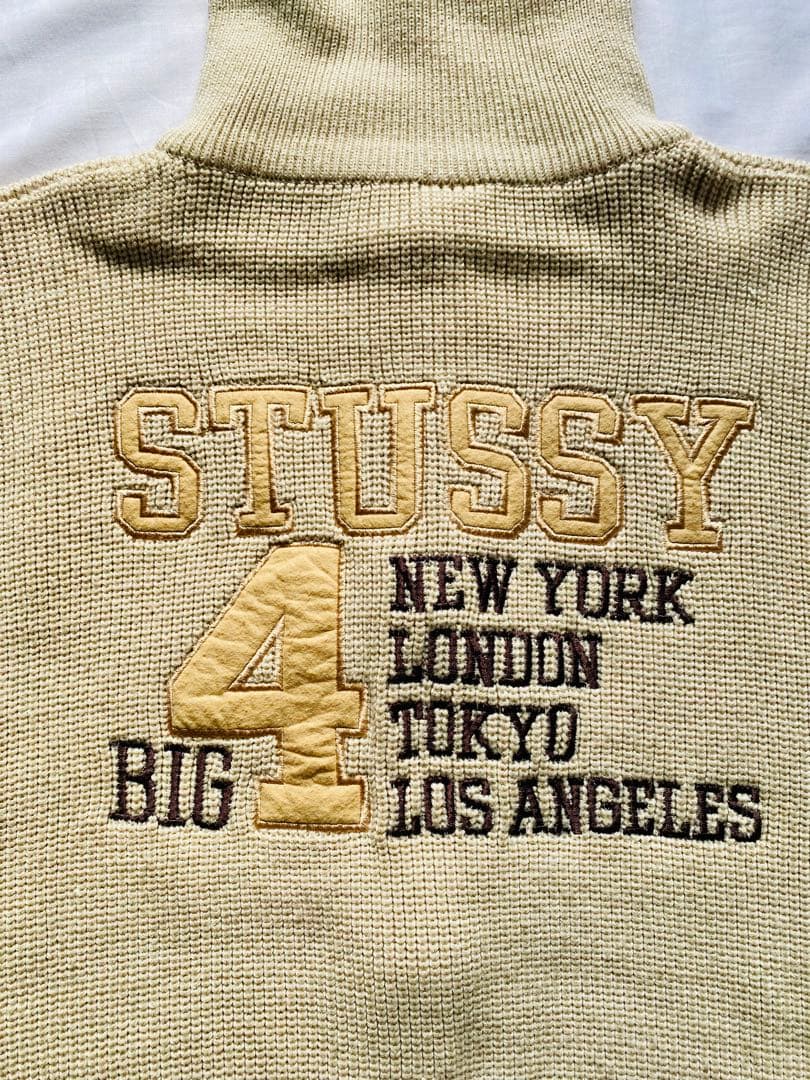 STUSSY
BIG 4
NEW YORK
LONDON
TOKYO
LOS ANGELES